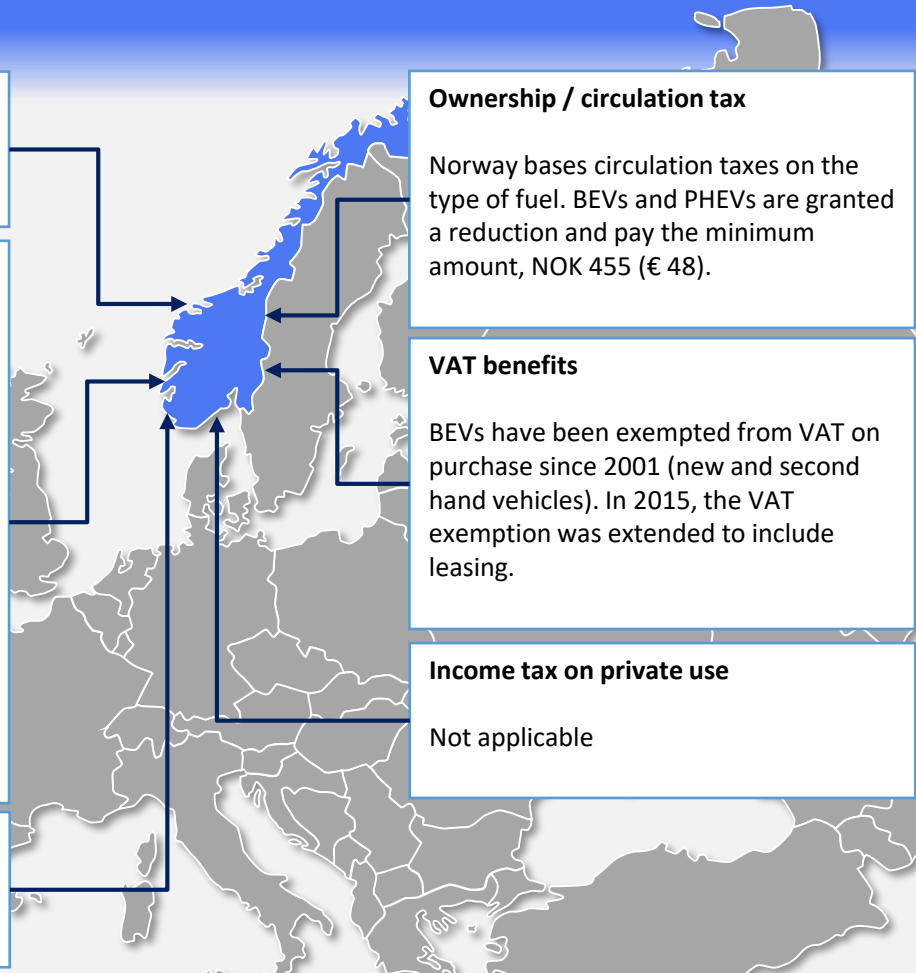 Ownership / circulation tax
Norway bases circulation taxes on the
type of fuel. BEVs and PHEVs are granted
a reduction and pay the minimum
amount, NOK 455 (€ 48).
VAT benefits
BEVs have been exempted from VAT on
purchase since 2001 (new and second
hand vehicles). In 2015, the VAT
exemption was extended to include
leasing.
Income tax on private use
Not applicable